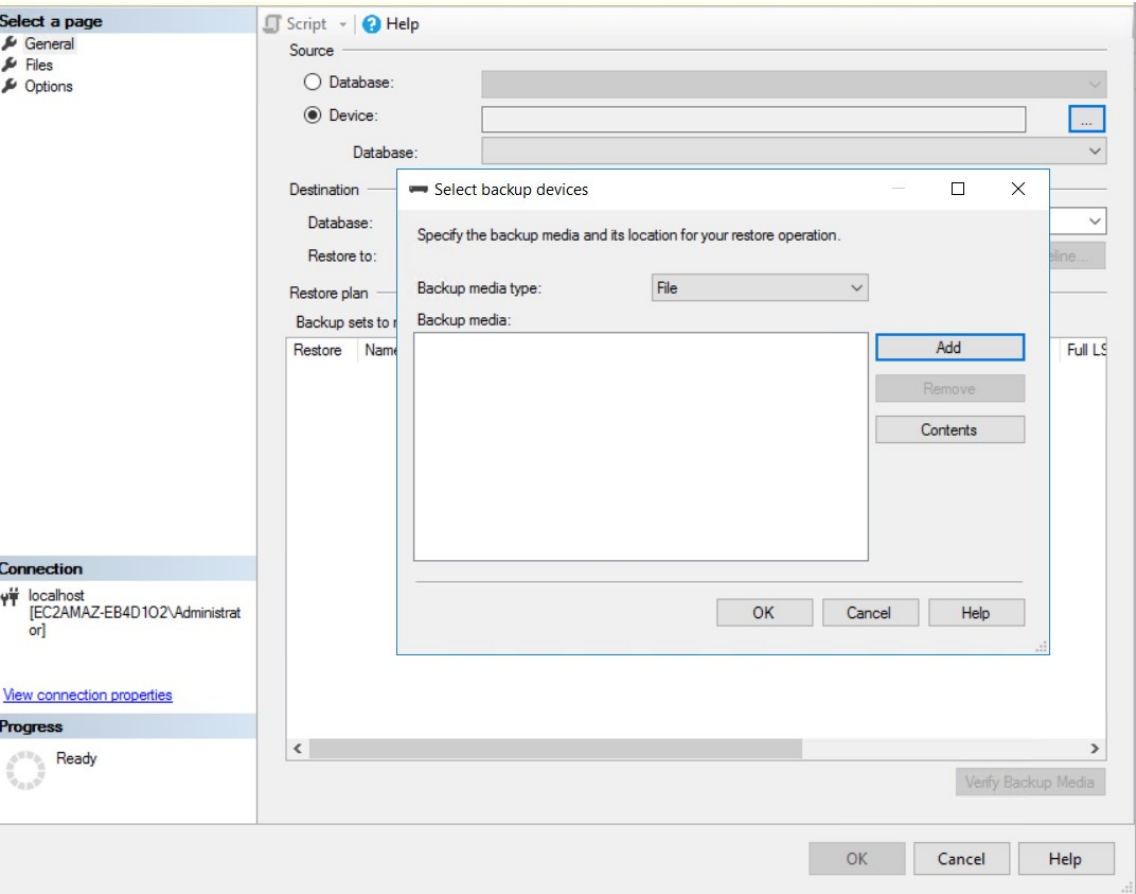 Select a page
General
Files
Options
Connection
localhost
[EC2AMAZ-EB4D1O2\Administrat
or]
View connection properties
Progress
Ready
Script Help
Source
Database:
Device:
...
Database:
Destination
Database:
Restore to:
Restore plan
Backup sets to r
Restore Name Full LS
Select backup devices
Specify the backup media and its location for your restore operation.
Backup media type: File
Backup media:
Add
Remove
Contents
OK Cancel Help
Verify Backup Media
OK Cancel Help